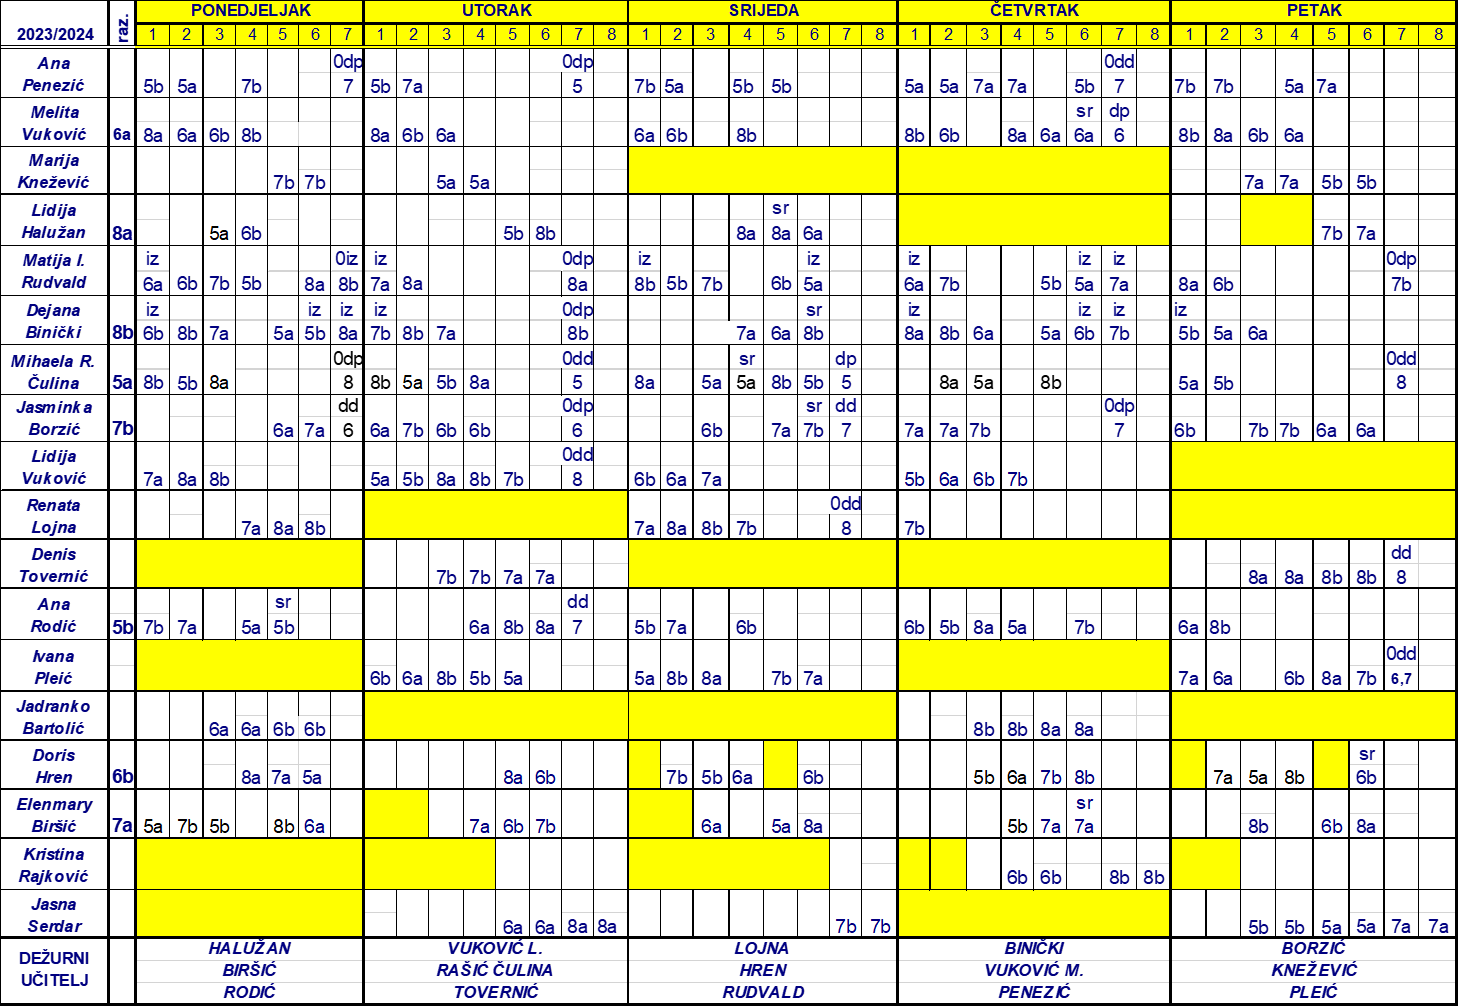 PONEDJELJAK UTORAK SRIJEDA ČETVRTAK PETAK
2023/2024 raz. 1 2 3 4 5 6 7 1 2 3 4 5 6 7 8 1 2 3 4 5 6 7 8 1 2 3 4 5 6 7 8 1 2 3 4 5 6 7 8
Ana 0dp 0dp 0dd
Penezić 5b 5a 7b 7 5b 7a 5 7b 5a 5b 5b 5a 5a 7a 7a 5b 7 7b 7b 5a 7a
Melita sr dp
Vuković 6a 8a 6a 6b 8b 8a 6b 6a 6a 6b 8b 8b 6b 8a 6a 6a 6 8b 8a 6b 6a
Marija
Knežević 7b 7b 5a 5a 7a 7a 5b 5b
Lidija sr
Halužan 8a 5a 6b 5b 8b 8a 8a 6a 7b 7a
Matija I. iz 0iz iz 0dp iz iz iz iz iz 0dp
Rudvald 6a 6b 7b 5b 8a 8b 7a 8a 8a 8b 5b 7b 6b 5a 6a 7b 5b 5a 7a 8a 6b 7b
Dejana iz iz iz iz 0dp sr iz iz iz iz
Binički 8b 6b 8b 7a 5a 5b 8a 7b 8b 7a 8b 7a 6a 8b 8a 8b 6a 5a 6b 7b 5b 5a 6a
Mihaela R. 0dp 0dd sr dp 0dd
Čulina 5a 8b 5b 8a 8 8b 5a 5b 8a 5 8a 5a 5a 8b 5b 5 8a 5a 8b 5a 5b 8
Jasminka dd 0dp sr dd 0dp
Borzić 7b 6a 7a 6 6a 7b 6b 6b 6 6b 7a 7b 7 7a 7a 7b 7 6b 7b 7b 6a 6a
Lidija 0dd
Vuković 7a 8a 8b 5a 5b 8a 8b 7b 8 6b 6a 7a 5b 6a 6b 7b
Renata 0dd
Lojna 7a 8a 8b 7a 8a 8b 7b 8 7b
Denis dd
Tovernić 7b 7b 7a 7a 8a 8a 8b 8b 8
Ana sr dd
Rodić 5b 7b 7a 5a 5b 6a 8b 8a 7 5b 7a 6b 6b 5b 8a 5a 7b 6a 8b
Ivana 0dd
Pleić 6b 6a 8b 5b 5a 5a 8b 8a 7b 7a 7a 6a 6b 8a 7b 6,7
Jadranko
Bartolić 6a 6a 6b 6b 8b 8b 8a 8a
Doris sr
Hren 6b 8a 7a 5a 8a 6b 7b 5b 6a 6b 5b 6a 7b 8b 7a 5a 8b 6b
Elenmary sr
Biršić 7a 5a 7b 5b 8b 6a 7a 6b 7b 6a 5a 8a 5b 7a 7a 8b 6b 8a
Kristina
Rajković 6b 6b 8b 8b
Jasna
Serdar 6a 6a 8a 8a 7b 7b 5b 5b 5a 5a 7a 7a
HALUŽAN VUKOVIĆ L. LOJNA BINIČKI BORZIĆ
DEŽURNI
UČITELJ
BIRŠIĆ RAŠIĆ ČULINA HREN VUKOVIĆ M. KNEŽEVIĆ
RODIĆ TOVERNIĆ RUDVALD PENEZIĆ PLEIĆ